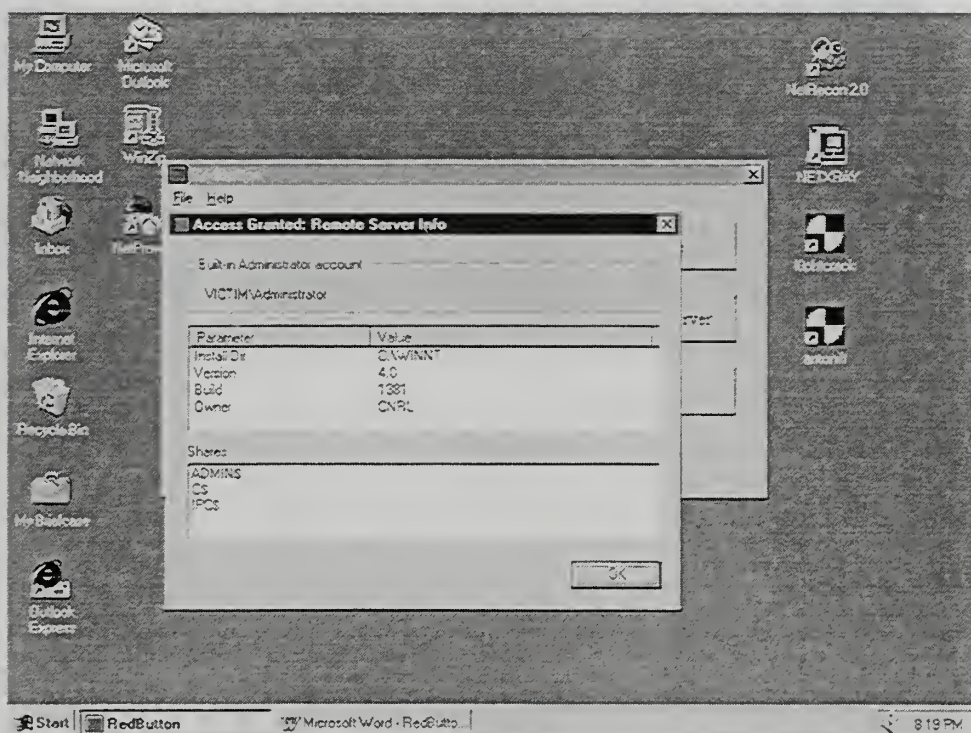 My Computer
Microsoft
Outlook
NetRecon 2.0
Network
Neighborhood
WinZip
Inbox
Internet
Explorer
Recycle Bin
My Briefcase
Outlook
Express
File Help
Access Granted: Remote Server Info
Built-in Administrator account
VICTIM\Administrator
Parameter Value
Install Dir C:\WINNT
Version 4.0
Build 1381
Owner
Shares
ADMIN$
C$
IPC$
OK
Start
RedButton
Microsoft Word - RedButto...
8:19 PM